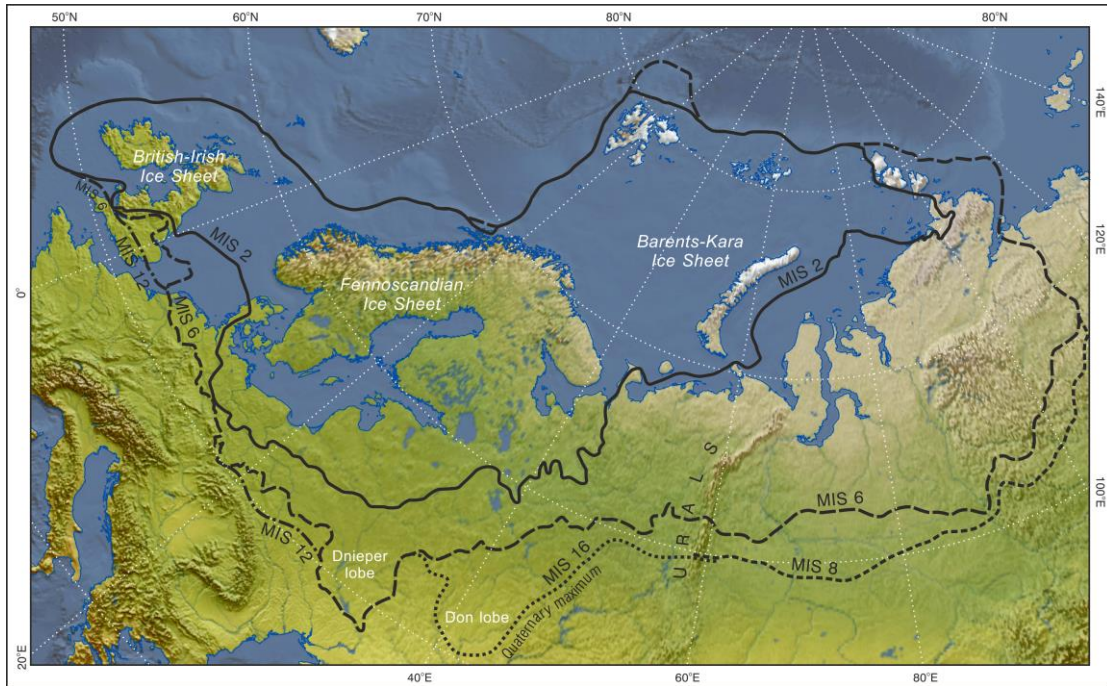 50°N
60°N
70°N
80°N
80°N
140°E
British-Irish
Ice Sheet
MIS 6
MIS 2
MIS 12
MIS 6
Fennoscandian
Ice Sheet
Barents-Kara
Ice Sheet
MIS 2
120°E
0°
URALS
MIS 6
100°E
MIS 12
Dnieper
lobe
MIS 16
MIS 8
Don lobe
Quaternary maximum
20°E
40°E
60°E
80°E